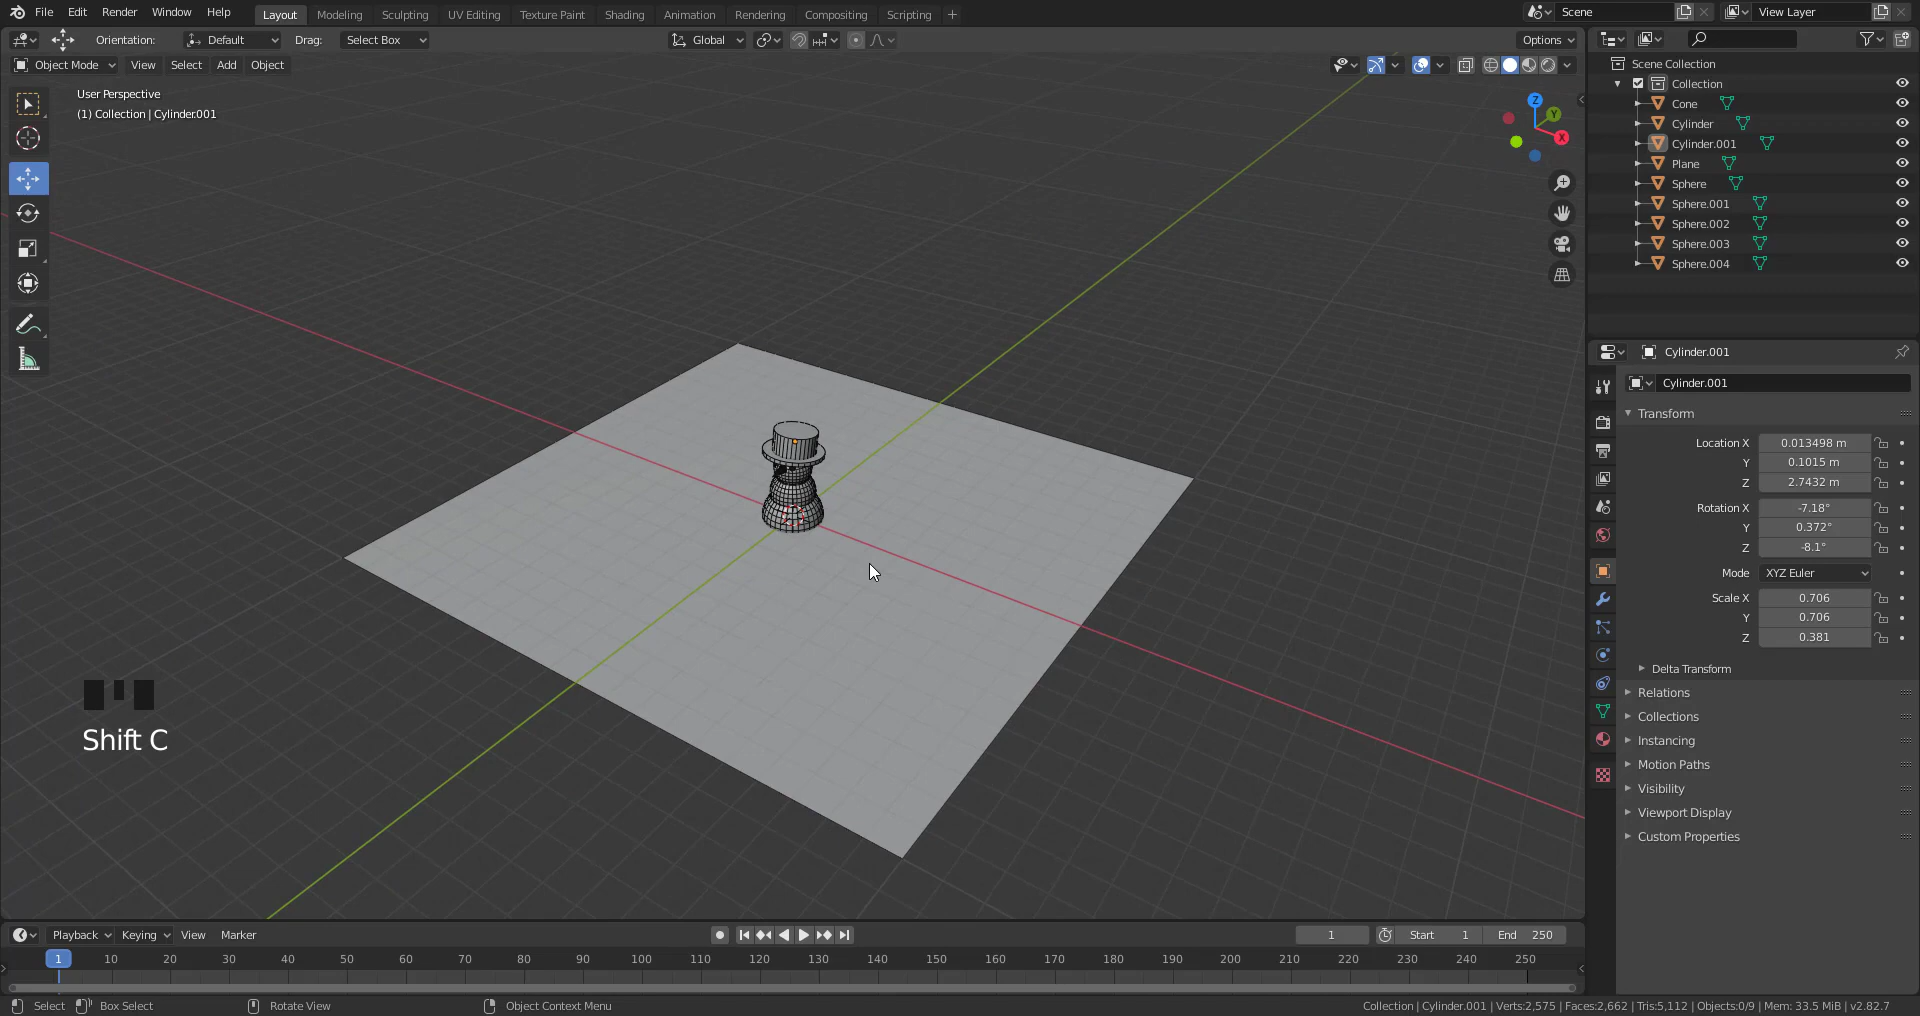 File Edit Render Window Help Layout Modeling Sculpting UV Editing Texture Paint Shading Animation Rendering Compositing Scripting + Scene View Layer
Orientation: Default Drag: Select Box Global Options
Object Mode View Select Add Object
User Perspective
(1) Collection | Cylinder.001
Z
Y
X
Shift C
Scene Collection
Collection
Cone
Cylinder
Cylinder.001
Plane
Sphere
Sphere.001
Sphere.002
Sphere.003
Sphere.004
Cylinder.001
Cylinder.001
Transform
Location X 0.013498 m
Y 0.1015 m
Z 2.7432 m
Rotation X -7.18°
Y 0.372°
Z -8.1°
Mode XYZ Euler
Scale X 0.706
Y 0.706
Z 0.381
Delta Transform
Relations
Collections
Instancing
Motion Paths
Visibility
Viewport Display
Custom Properties
Playback Keying View Marker 1 Start 1 End 250
1 10 20 30 40 50 60 70 80 90 100 110 120 130 140 150 160 170 180 190 200 210 220 230 240 250
Select Box Select Rotate View Object Context Menu Collection | Cylinder.001 | Verts:2,575 | Faces:2,662 | Tris:5,112 | Objects:0/9 | Mem: 33.5 MiB | v2.82.7